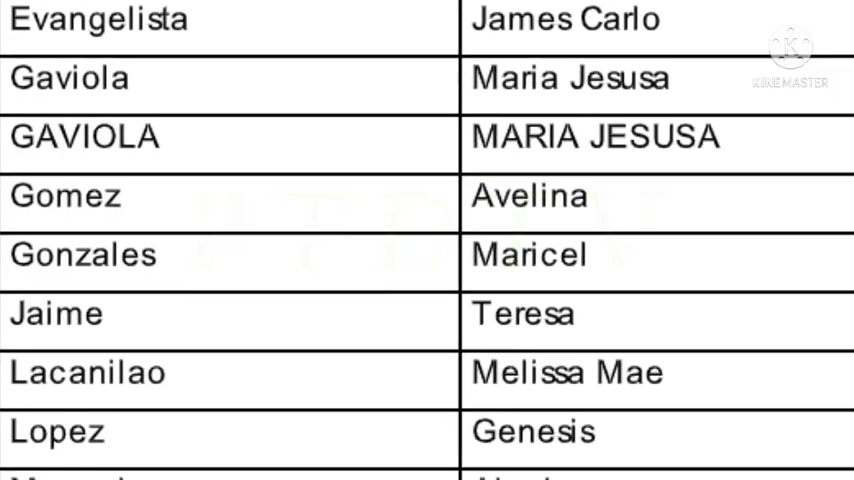 Evangelista James Carlo
Gaviola Maria Jesusa
GAVIOLA MARIA JESUSA
Gomez Avelina
Gonzales Maricel
Jaime Teresa
Lacanilao Melissa Mae
Lopez Genesis
K
KINEMASTER